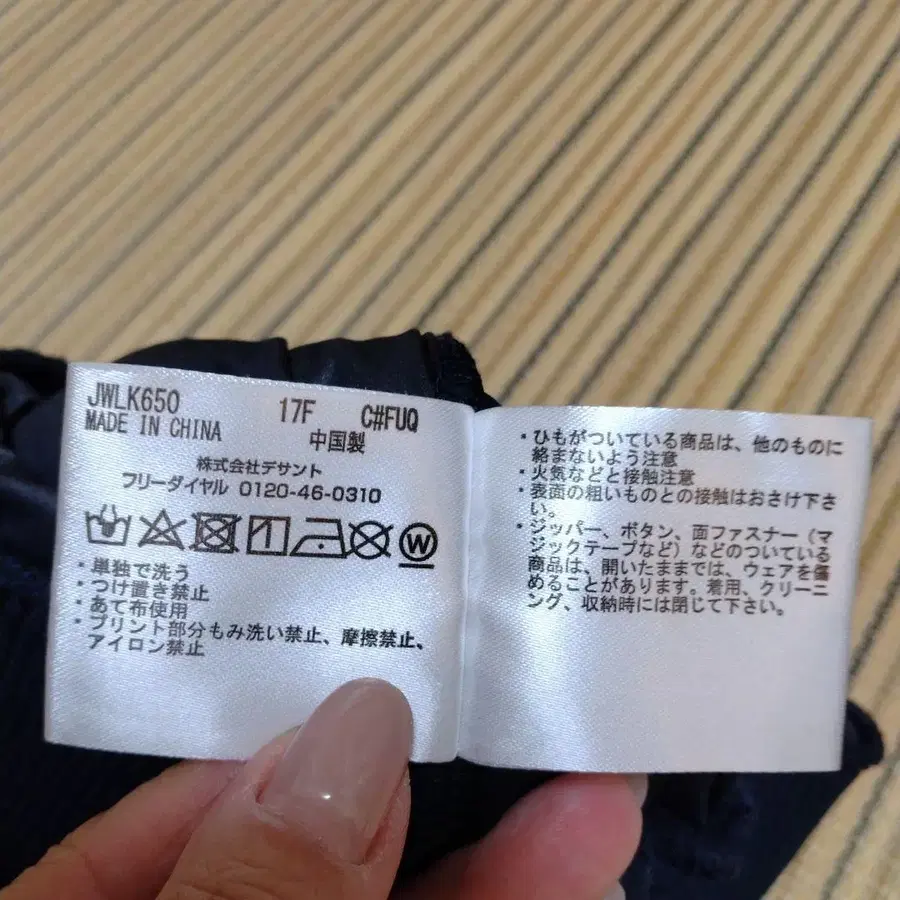 JWLK650 17F C#FUQ
MADE IN CHINA 中国製
株式会社デサント
フリーダイヤル 0120-46-0310
W
・単独で洗う
・つけ置き禁止
・あて布使用
・プリント部分もみ洗い禁止、摩擦禁止、
アイロン禁止
・ひもがついている商品は、他のものに
絡まないよう注意
・火気などと接触注意
・表面の粗いものとの接触はおさけ下さ
い。
・ジッパー、ボタン、面ファスナー（マ
ジックテープなど）などのついている
商品は、開いたままでは、ウェアを傷
めることがあります。着用、クリーニ
ング、収納時には閉じて下さい。